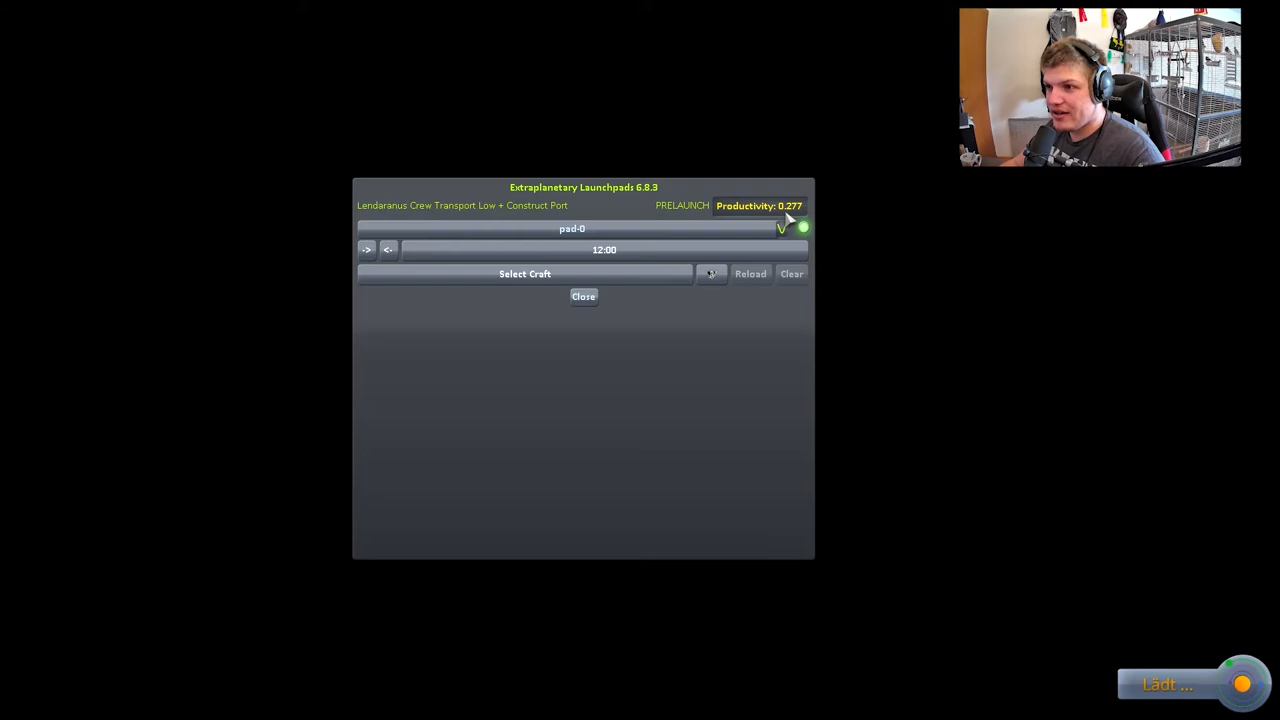 Extraplanetary Launchpads 6.8.3
Lendaranus Crew Transport Low + Construct Port PRELAUNCH Productivity: 0.277
pad-0 V
-> <- 12:00
Select Craft Reload Clear
Close
Lädt ...